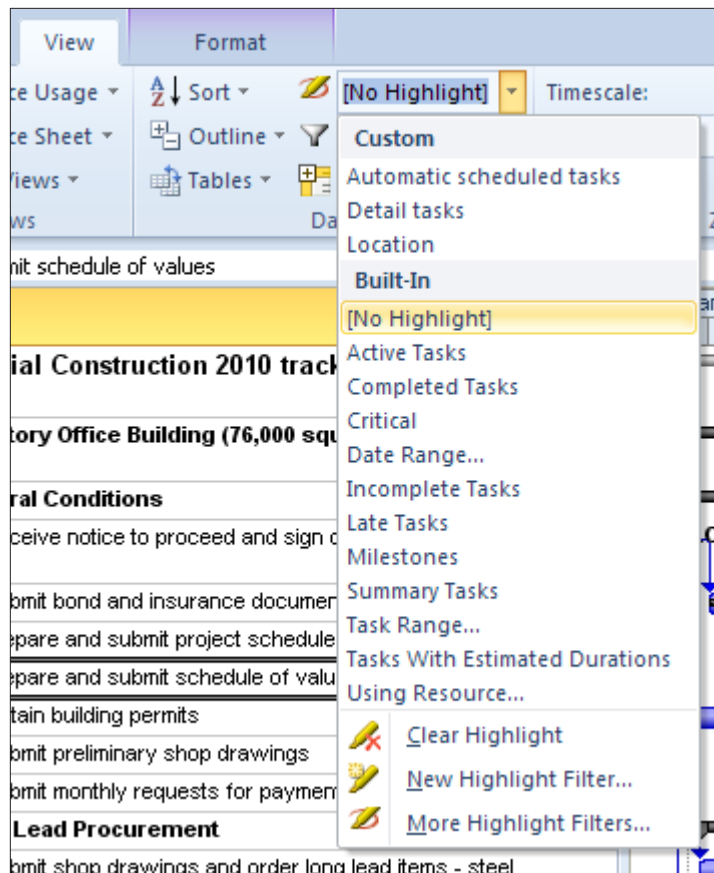 View Format
ce Usage Sort [No Highlight] Timescale:
ce Sheet Outline Custom
iews Tables Automatic scheduled tasks
Detail tasks
ws Da Location
mit schedule of values Built-In
[No Highlight]
ial Construction 2010 track Active Tasks
Completed Tasks
Critical
tory Office Building (76,000 squ Date Range...
Incomplete Tasks
ral Conditions Late Tasks
ceive notice to proceed and sign c Milestones
bmit bond and insurance documen Summary Tasks
epare and submit project schedule Task Range...
epare and submit schedule of valu Tasks With Estimated Durations
Using Resource...
tain building permits Clear Highlight
bmit preliminary shop drawings New Highlight Filter...
bmit monthly requests for paymen More Highlight Filters...
Lead Procurement
bmit shop drawings and order long lead items - steel